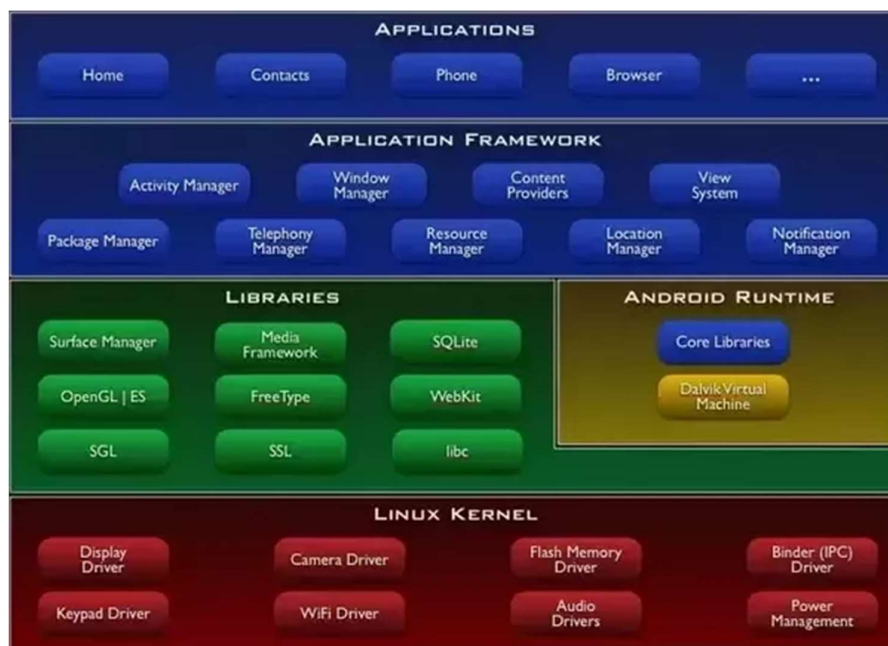 APPLICATIONS
Home
Contacts
Phone
Browser
...
APPLICATION FRAMEWORK
Activity Manager
Window
Manager
Content
Providers
View
System
Package Manager
Telephony
Manager
Resource
Manager
Location
Manager
Notification
Manager
LIBRARIES
Surface Manager
Media
Framework
SQLite
OpenGL | ES
FreeType
WebKit
SGL
SSL
libc
ANDROID RUNTIME
Core Libraries
Dalvik Virtual
Machine
LINUX KERNEL
Display
Driver
Camera Driver
Flash Memory
Driver
Binder (IPC)
Driver
Keypad Driver
WiFi Driver
Audio
Drivers
Power
Management